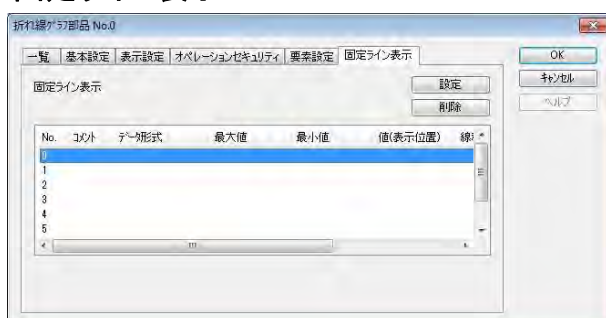 折れ線グラフ部品 No.0
一覧 基本設定 表示設定 オペレーションセキュリティ 要素設定 固定ライン表示
OK
キャンセル
ヘルプ
固定ライン表示
設定
削除
No. コメント データ形式 最大値 最小値 値(表示位置)
0
1
2
3
4
5